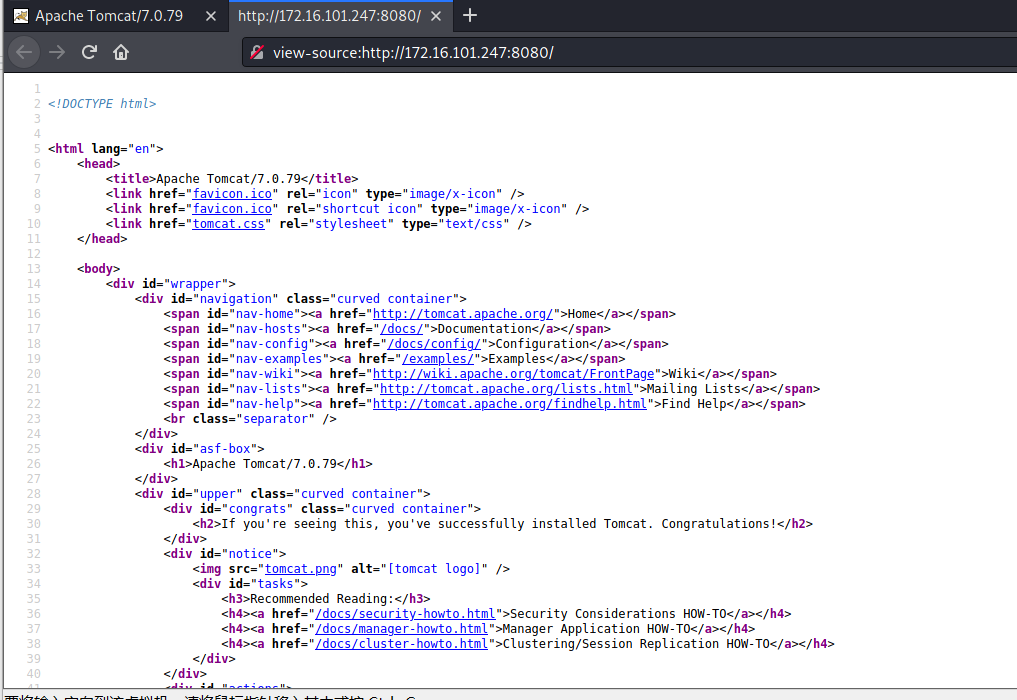 Apache Tomcat/7.0.79
http://172.16.101.247:8080/
view-source:http://172.16.101.247:8080/
1
2 <!DOCTYPE html>
3
4
5 <html lang="en">
6 <head>
7 <title>Apache Tomcat/7.0.79</title>
8 <link href="favicon.ico" rel="icon" type="image/x-icon" />
9 <link href="favicon.ico" rel="shortcut icon" type="image/x-icon" />
10 <link href="tomcat.css" rel="stylesheet" type="text/css" />
11 </head>
12
13 <body>
14 <div id="wrapper">
15 <div id="navigation" class="curved container">
16 <span id="nav-home"><a href="http://tomcat.apache.org/">Home</a></span>
17 <span id="nav-hosts"><a href="/docs/">Documentation</a></span>
18 <span id="nav-config"><a href="/docs/config/">Configuration</a></span>
19 <span id="nav-examples"><a href="/examples/">Examples</a></span>
20 <span id="nav-wiki"><a href="http://wiki.apache.org/tomcat/FrontPage">Wiki</a></span>
21 <span id="nav-lists"><a href="http://tomcat.apache.org/lists.html">Mailing Lists</a></span>
22 <span id="nav-help"><a href="http://tomcat.apache.org/findhelp.html">Find Help</a></span>
23 <br class="separator" />
24 </div>
25 <div id="asf-box">
26 <h1>Apache Tomcat/7.0.79</h1>
27 </div>
28 <div id="upper" class="curved container">
29 <div id="congrats" class="curved container">
30 <h2>If you're seeing this, you've successfully installed Tomcat. Congratulations!</h2>
31 </div>
32 <div id="notice">
33 <img src="tomcat.png" alt="[tomcat logo]" />
34 <div id="tasks">
35 <h3>Recommended Reading:</h3>
36 <h4><a href="/docs/security-howto.html">Security Considerations HOW-TO</a></h4>
37 <h4><a href="/docs/manager-howto.html">Manager Application HOW-TO</a></h4>
38 <h4><a href="/docs/cluster-howto.html">Clustering/Session Replication HOW-TO</a></h4>
39 </div>
40 </div>
41 <div id="actions">